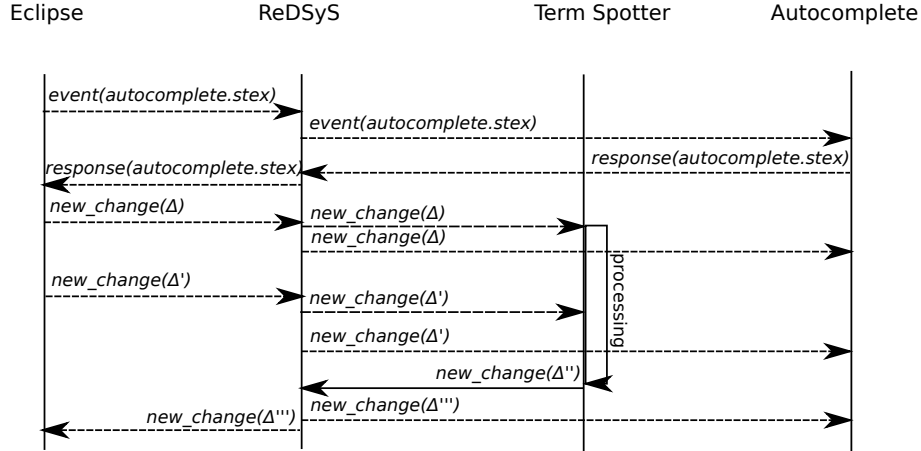 Eclipse
ReDSyS
Term Spotter
Autocomplete
event(autocomplete.stex)
event(autocomplete.stex)
response(autocomplete.stex)
response(autocomplete.stex)
new_change(Δ)
new_change(Δ)
new_change(Δ)
processing
new_change(Δ')
new_change(Δ')
new_change(Δ')
new_change(Δ'')
new_change(Δ''')
new_change(Δ''')